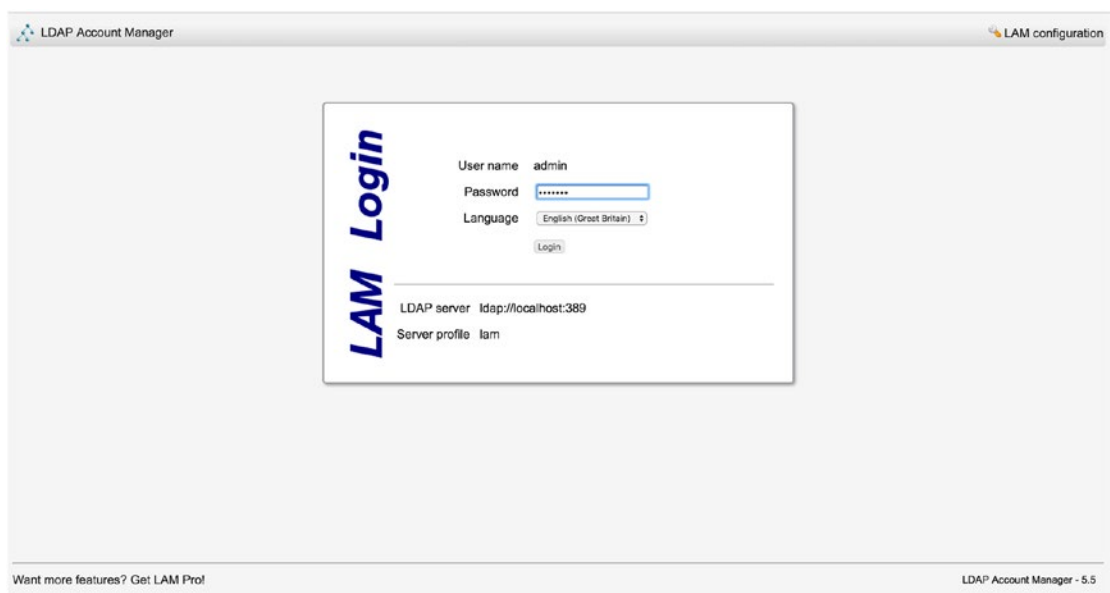 LDAP Account Manager
LAM configuration
LAM Login
User name admin
Password •••••••
Language English (Great Britain)
Login
LDAP server ldap://localhost:389
Server profile lam
Want more features? Get LAM Pro!
LDAP Account Manager - 5.5